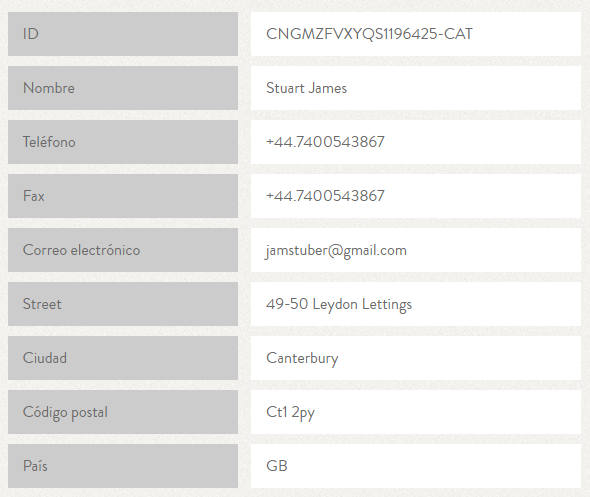 ID CNGMZFVXYQS1196425-CAT
Nombre Stuart James
Teléfono +44.7400543867
Fax +44.7400543867
Correo electrónico jamstuber@gmail.com
Street 49-50 Leydon Lettings
Ciudad Canterbury
Código postal Ct1 2py
País GB